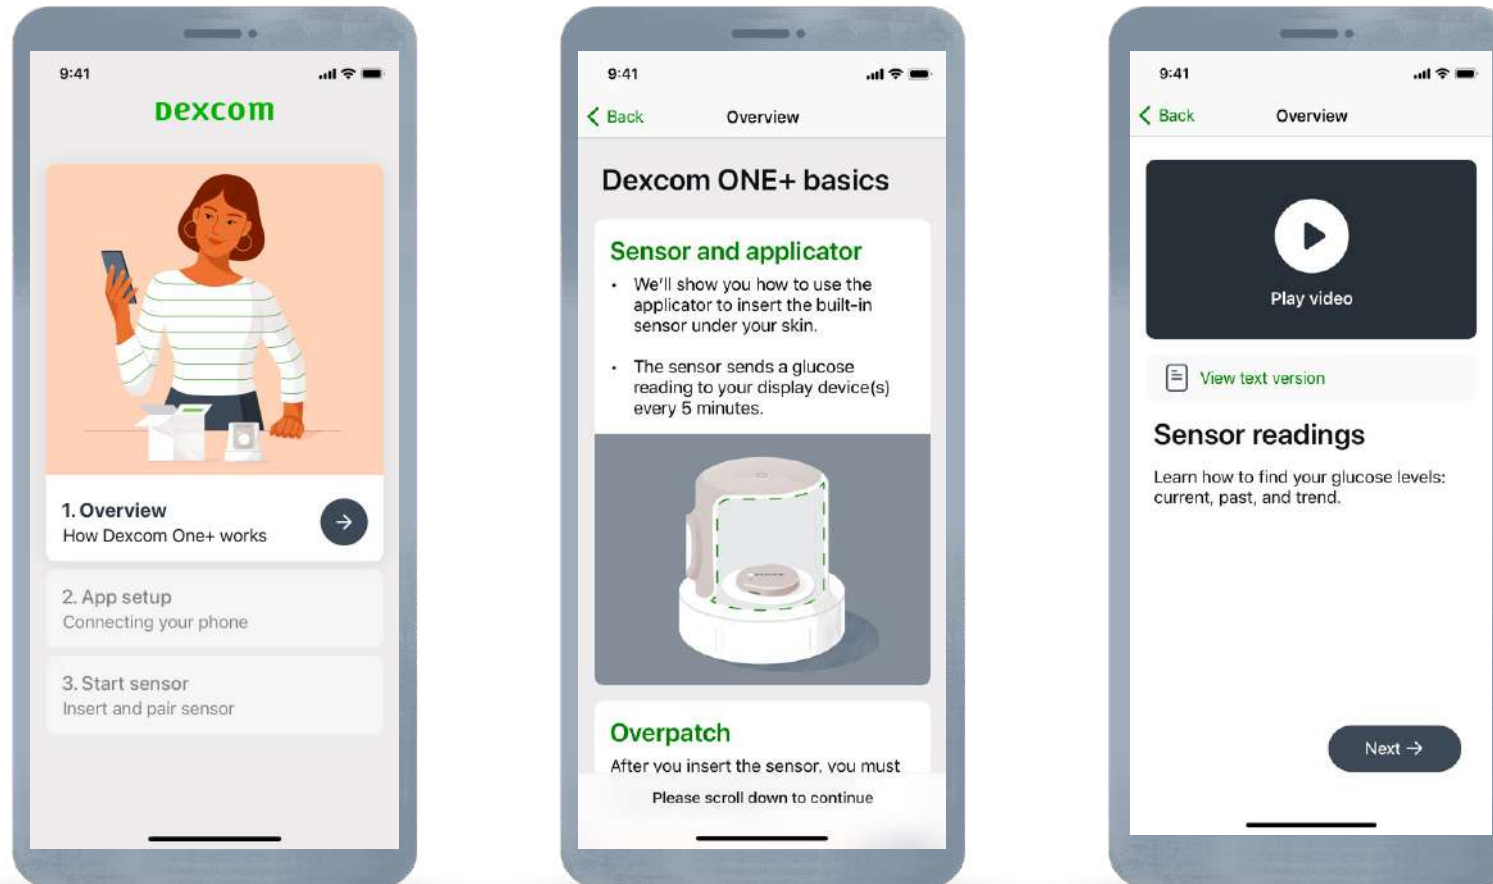 9:41
DEXCOM
1. Overview
How Dexcom One+ works
2. App setup
Connecting your phone
3. Start sensor
Insert and pair sensor
9:41
Back
Overview
Dexcom ONE+ basics
Sensor and applicator
• We'll show you how to use the
applicator to insert the built-in
sensor under your skin.
• The sensor sends a glucose
reading to your display device(s)
every 5 minutes.
Overpatch
After you insert the sensor, you must
Please scroll down to continue
9:41
Back
Overview
Play video
View text version
Sensor readings
Learn how to find your glucose levels:
current, past, and trend.
Next →